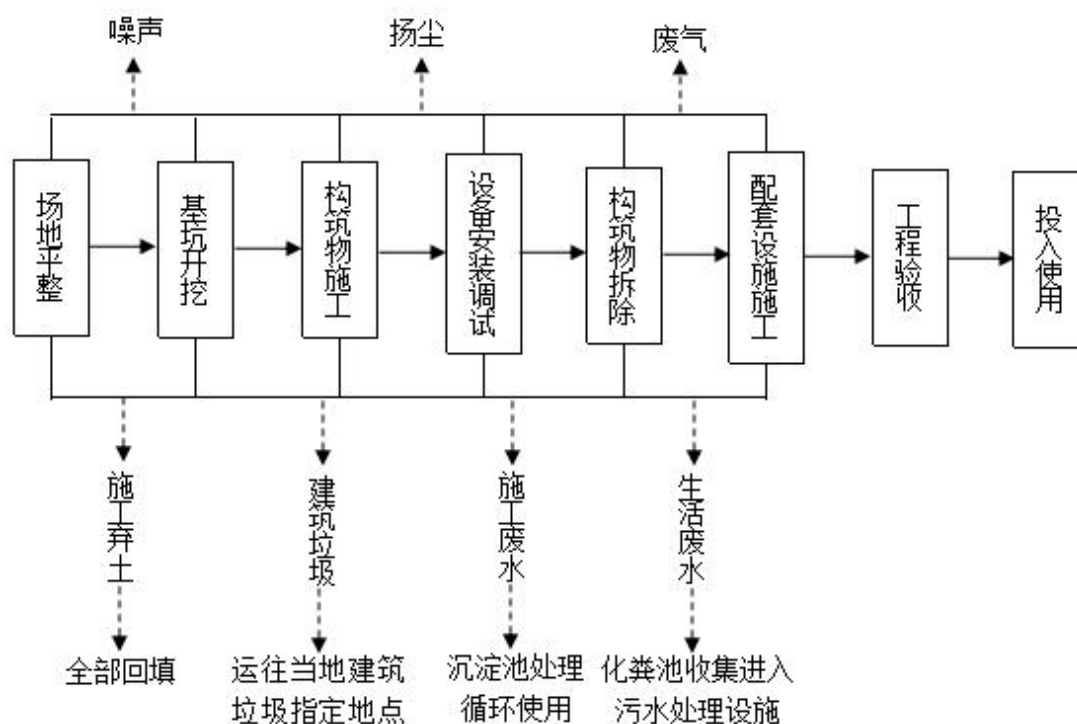 噪声
扬尘
废气
场地平整
基坑开挖
构筑物施工
设备安装调试
构筑物拆除
配套设施施工
工程验收
投入使用
施工弃土
建筑垃圾
施工废水
生活废水
全部回填
运往当地建筑
垃圾指定地点
沉淀池处理
循环使用
化粪池收集进入
污水处理设施